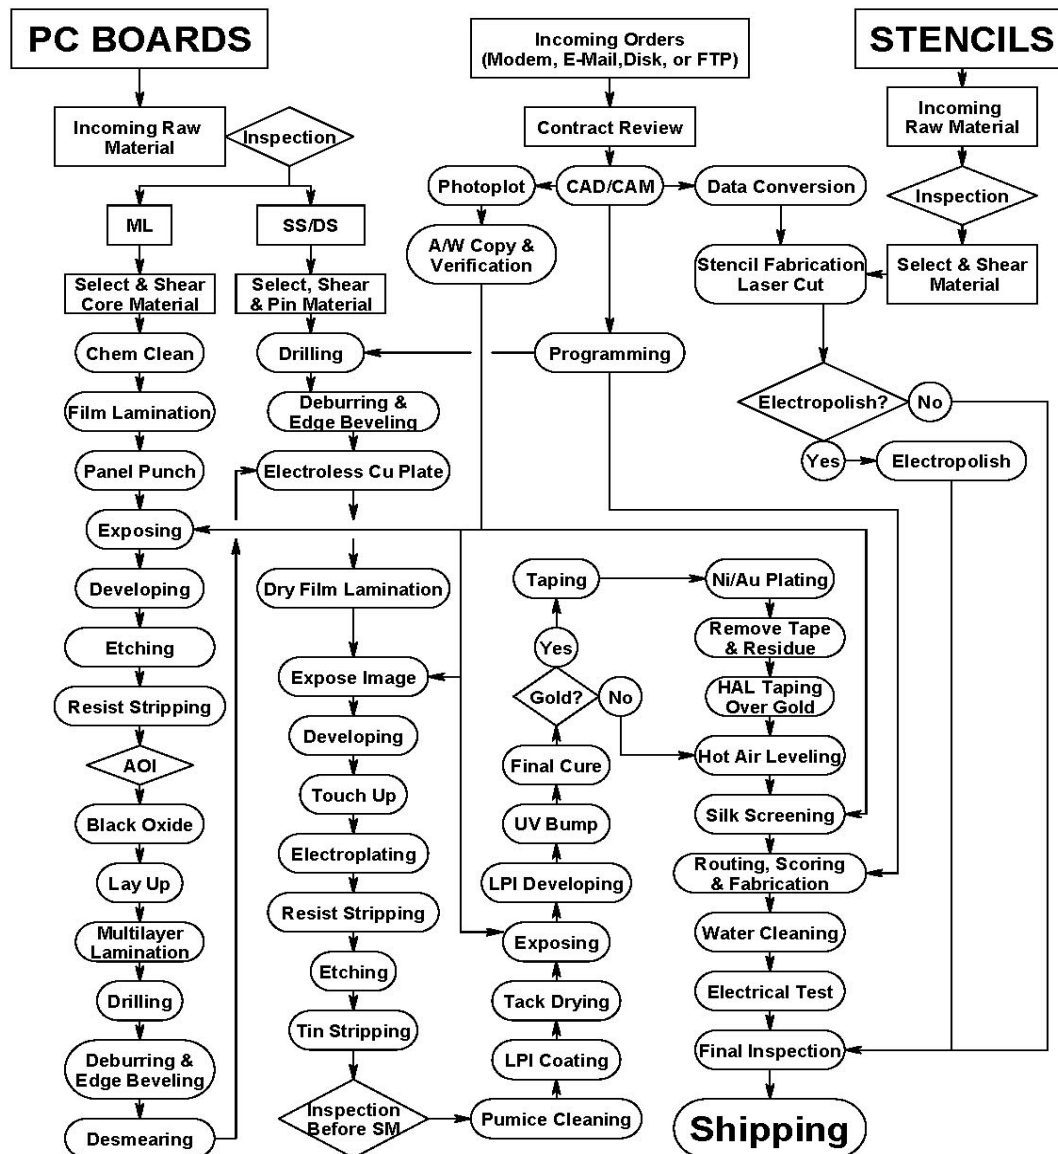 PC BOARDS
Incoming Raw
Material
Inspection
ML
SS/DS
Select & Shear
Core Material
Select, Shear
& Pin Material
Chem Clean
Drilling
Film Lamination
Deburring &
Edge Beveling
Panel Punch
Electroless Cu Plate
Exposing
Developing
Dry Film Lamination
Etching
Expose Image
Resist Stripping
Developing
AOI
Touch Up
Black Oxide
Electroplating
Lay Up
Resist Stripping
Multilayer
Lamination
Etching
Drilling
Tin Stripping
Deburring &
Edge Beveling
Inspection
Before SM
Desmearing
Incoming Orders
(Modem, E-Mail,Disk, or FTP)
Contract Review
Photoplot
CAD/CAM
Data Conversion
A/W Copy &
Verification
Stencil Fabrication
Laser Cut
Programming
STENCILS
Incoming
Raw Material
Inspection
Select & Shear
Material
Electropolish?
No
Yes
Electropolish
Taping
Ni/Au Plating
Yes
Remove Tape
& Residue
Gold?
No
HAL Taping
Over Gold
Final Cure
Hot Air Leveling
UV Bump
Silk Screening
LPI Developing
Routing, Scoring
& Fabrication
Exposing
Water Cleaning
Tack Drying
Electrical Test
LPI Coating
Final Inspection
Pumice Cleaning
Shipping